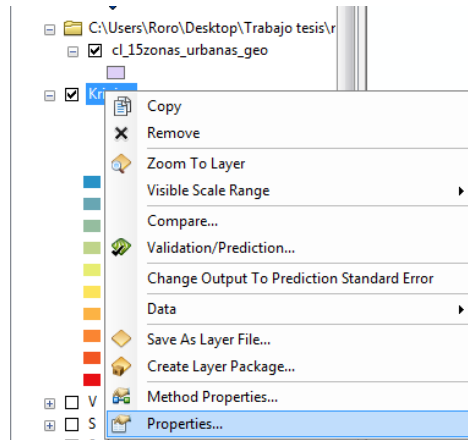 C:\Users\Roro\Desktop\Trabajo tesis\r
cl_15zonas_urbanas_geo
Kri
Copy
Remove
Zoom To Layer
Visible Scale Range
Compare...
Validation/Prediction...
Change Output To Prediction Standard Error
Data
Save As Layer File...
Create Layer Package...
V
Method Properties...
S
Properties...